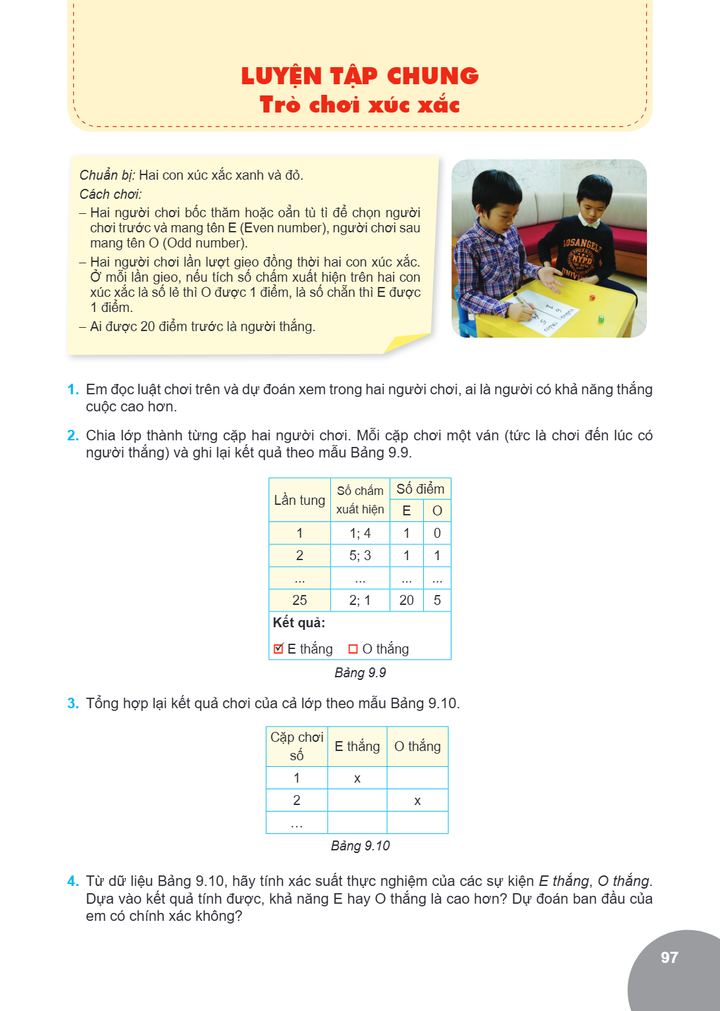 LUYỆN TẬP CHUNG
Trò chơi xúc xắc
Chuẩn bị: Hai con xúc xắc xanh và đỏ.
Cách chơi:
– Hai người chơi bốc thăm hoặc oẳn tù tì để chọn người
chơi trước và mang tên E (Even number), người chơi sau
mang tên O (Odd number).
– Hai người chơi lần lượt gieo đồng thời hai con xúc xắc.
Ở mỗi lần gieo, nếu tích số chấm xuất hiện trên hai con
xúc xắc là số lẻ thì O được 1 điểm, là số chẵn thì E được
1 điểm.
– Ai được 20 điểm trước là người thắng.
LOSANGELES
NYPD
1. Em đọc luật chơi trên và dự đoán xem trong hai người chơi, ai là người có khả năng thắng
cuộc cao hơn.
2. Chia lớp thành từng cặp hai người chơi. Mỗi cặp chơi một ván (tức là chơi đến lúc có
người thắng) và ghi lại kết quả theo mẫu Bảng 9.9.
Lần tung Số chấm xuất hiện Số điểm
E O
1 1; 4 1 0
2 5; 3 1 1
... ... ... ...
25 2; 1 20 5
Kết quả:
E thắng O thắng
Bảng 9.9
3. Tổng hợp lại kết quả chơi của cả lớp theo mẫu Bảng 9.10.
Cặp chơi số E thắng O thắng
1 x
2 x
...
Bảng 9.10
4. Từ dữ liệu Bảng 9.10, hãy tính xác suất thực nghiệm của các sự kiện E thắng, O thắng.
Dựa vào kết quả tính được, khả năng E hay O thắng là cao hơn? Dự đoán ban đầu của
em có chính xác không?
97